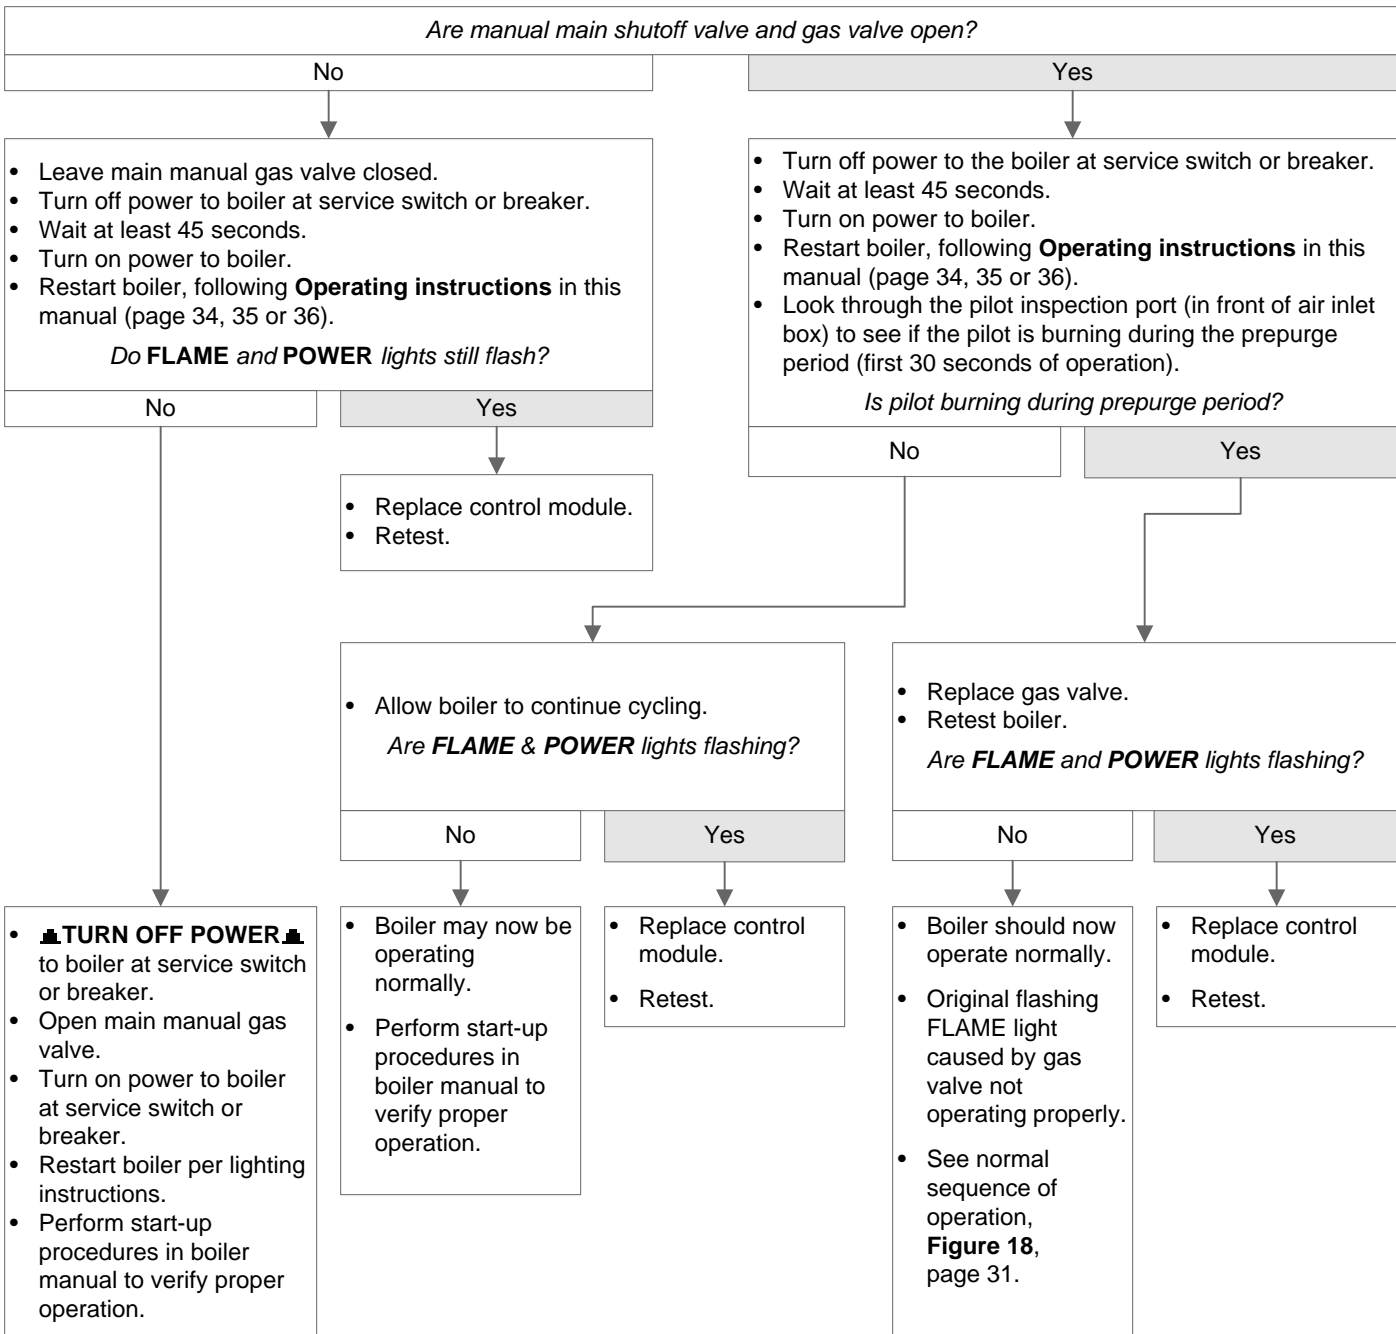 Are manual main shutoff valve and gas valve open?
No
Yes
• Leave main manual gas valve closed.
• Turn off power to boiler at service switch or breaker.
• Wait at least 45 seconds.
• Turn on power to boiler.
• Restart boiler, following Operating instructions in this
manual (page 34, 35 or 36).
Do FLAME and POWER lights still flash?
No
Yes
• Replace control module.
• Retest.
• Turn off power to the boiler at service switch or breaker.
• Wait at least 45 seconds.
• Turn on power to boiler.
• Restart boiler, following Operating instructions in this
manual (page 34, 35 or 36).
• Look through the pilot inspection port (in front of air inlet
box) to see if the pilot is burning during the prepurge
period (first 30 seconds of operation).
Is pilot burning during prepurge period?
No
Yes
• Allow boiler to continue cycling.
Are FLAME & POWER lights flashing?
No
Yes
• Replace gas valve.
• Retest boiler.
Are FLAME and POWER lights flashing?
No
Yes
• TURN OFF POWER
to boiler at service switch
or breaker.
• Open main manual gas
valve.
• Turn on power to boiler
at service switch or
breaker.
• Restart boiler per lighting
instructions.
• Perform start-up
procedures in boiler
manual to verify proper
operation.
• Boiler may now be
operating
normally.
• Perform start-up
procedures in
boiler manual to
verify proper
operation.
• Replace control
module.
• Retest.
• Boiler should now
operate normally.
• Original flashing
FLAME light
caused by gas
valve not
operating properly.
• See normal
sequence of
operation,
Figure 18,
page 31.
• Replace control
module.
• Retest.